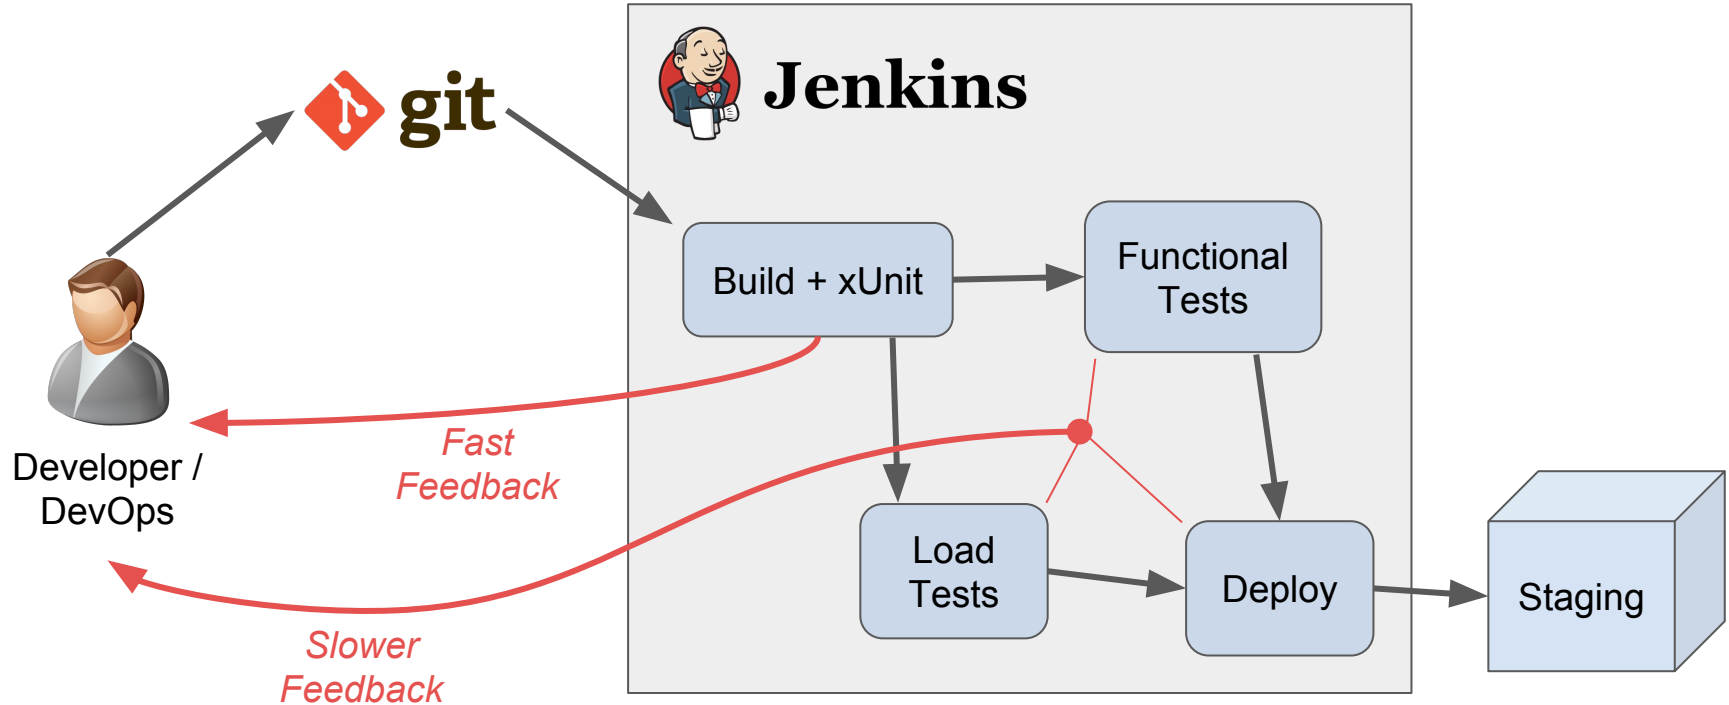 git
Jenkins
Build + xUnit
Functional
Tests
Fast
Feedback
Developer /
DevOps
Load
Tests
Deploy
Staging
Slower
Feedback